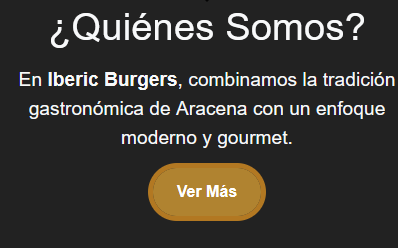 ¿Quiénes Somos?
En Iberic Burgers, combinamos la tradición
gastronómica de Aracena con un enfoque
moderno y gourmet.
Ver Más